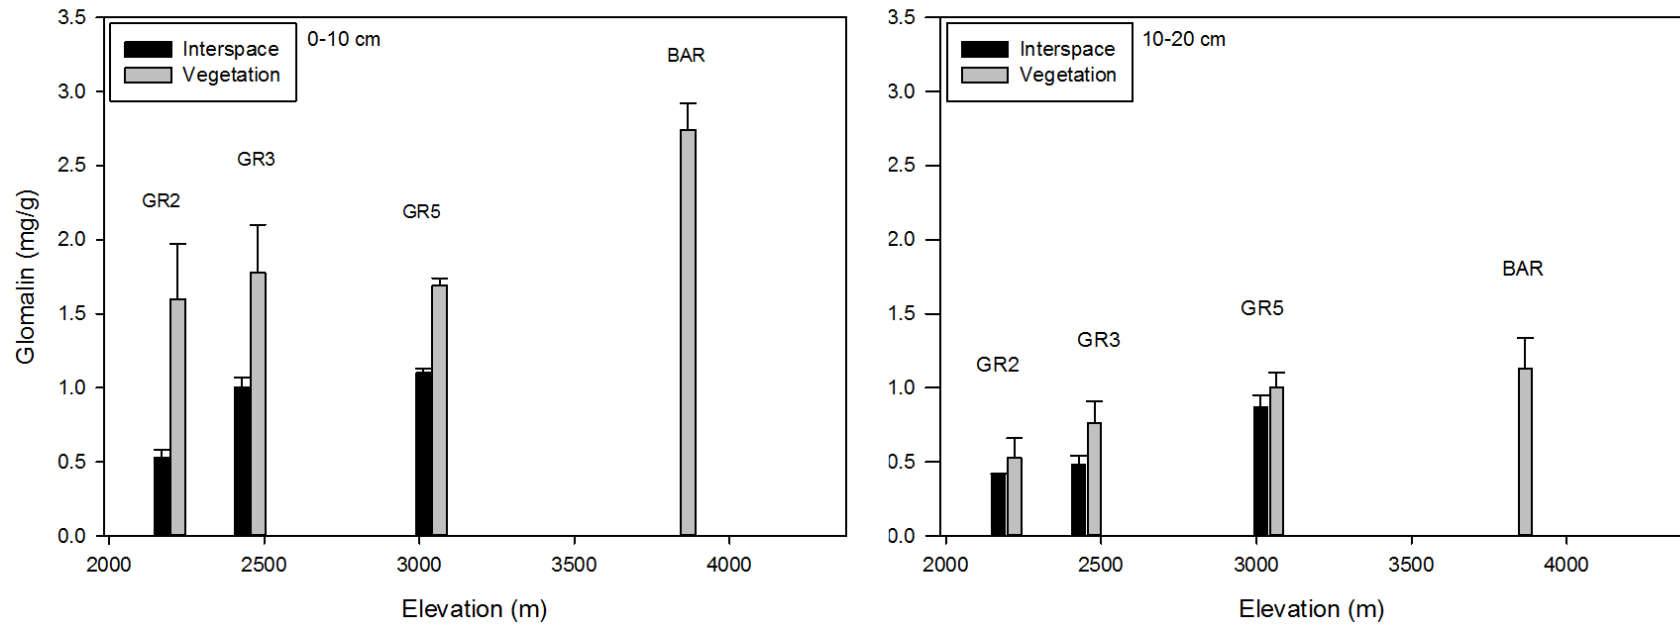 3.5
3.0
2.5
2.0
1.5
1.0
0.5
0.0
Glomalin (mg/g)
Interspace
Vegetation
0-10 cm
GR2
GR3
GR5
BAR
2000 2500 3000 3500 4000
Elevation (m)
3.5
3.0
2.5
2.0
1.5
1.0
0.5
0.0
Interspace
Vegetation
10-20 cm
GR2
GR3
GR5
BAR
2000 2500 3000 3500 4000
Elevation (m)